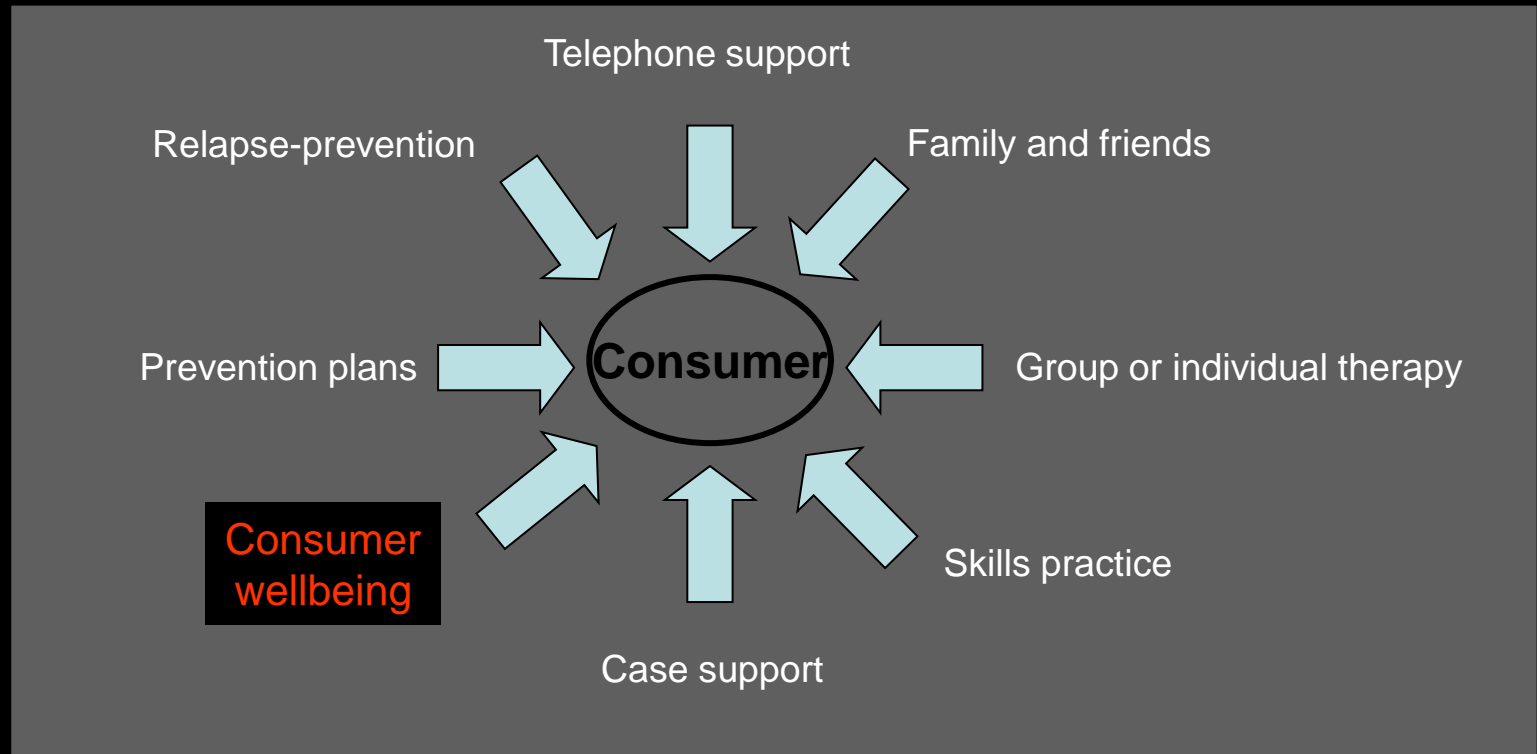 Telephone support
Relapse-prevention
Family and friends
Prevention plans
Consumer
Group or individual therapy
Consumer
wellbeing
Skills practice
Case support